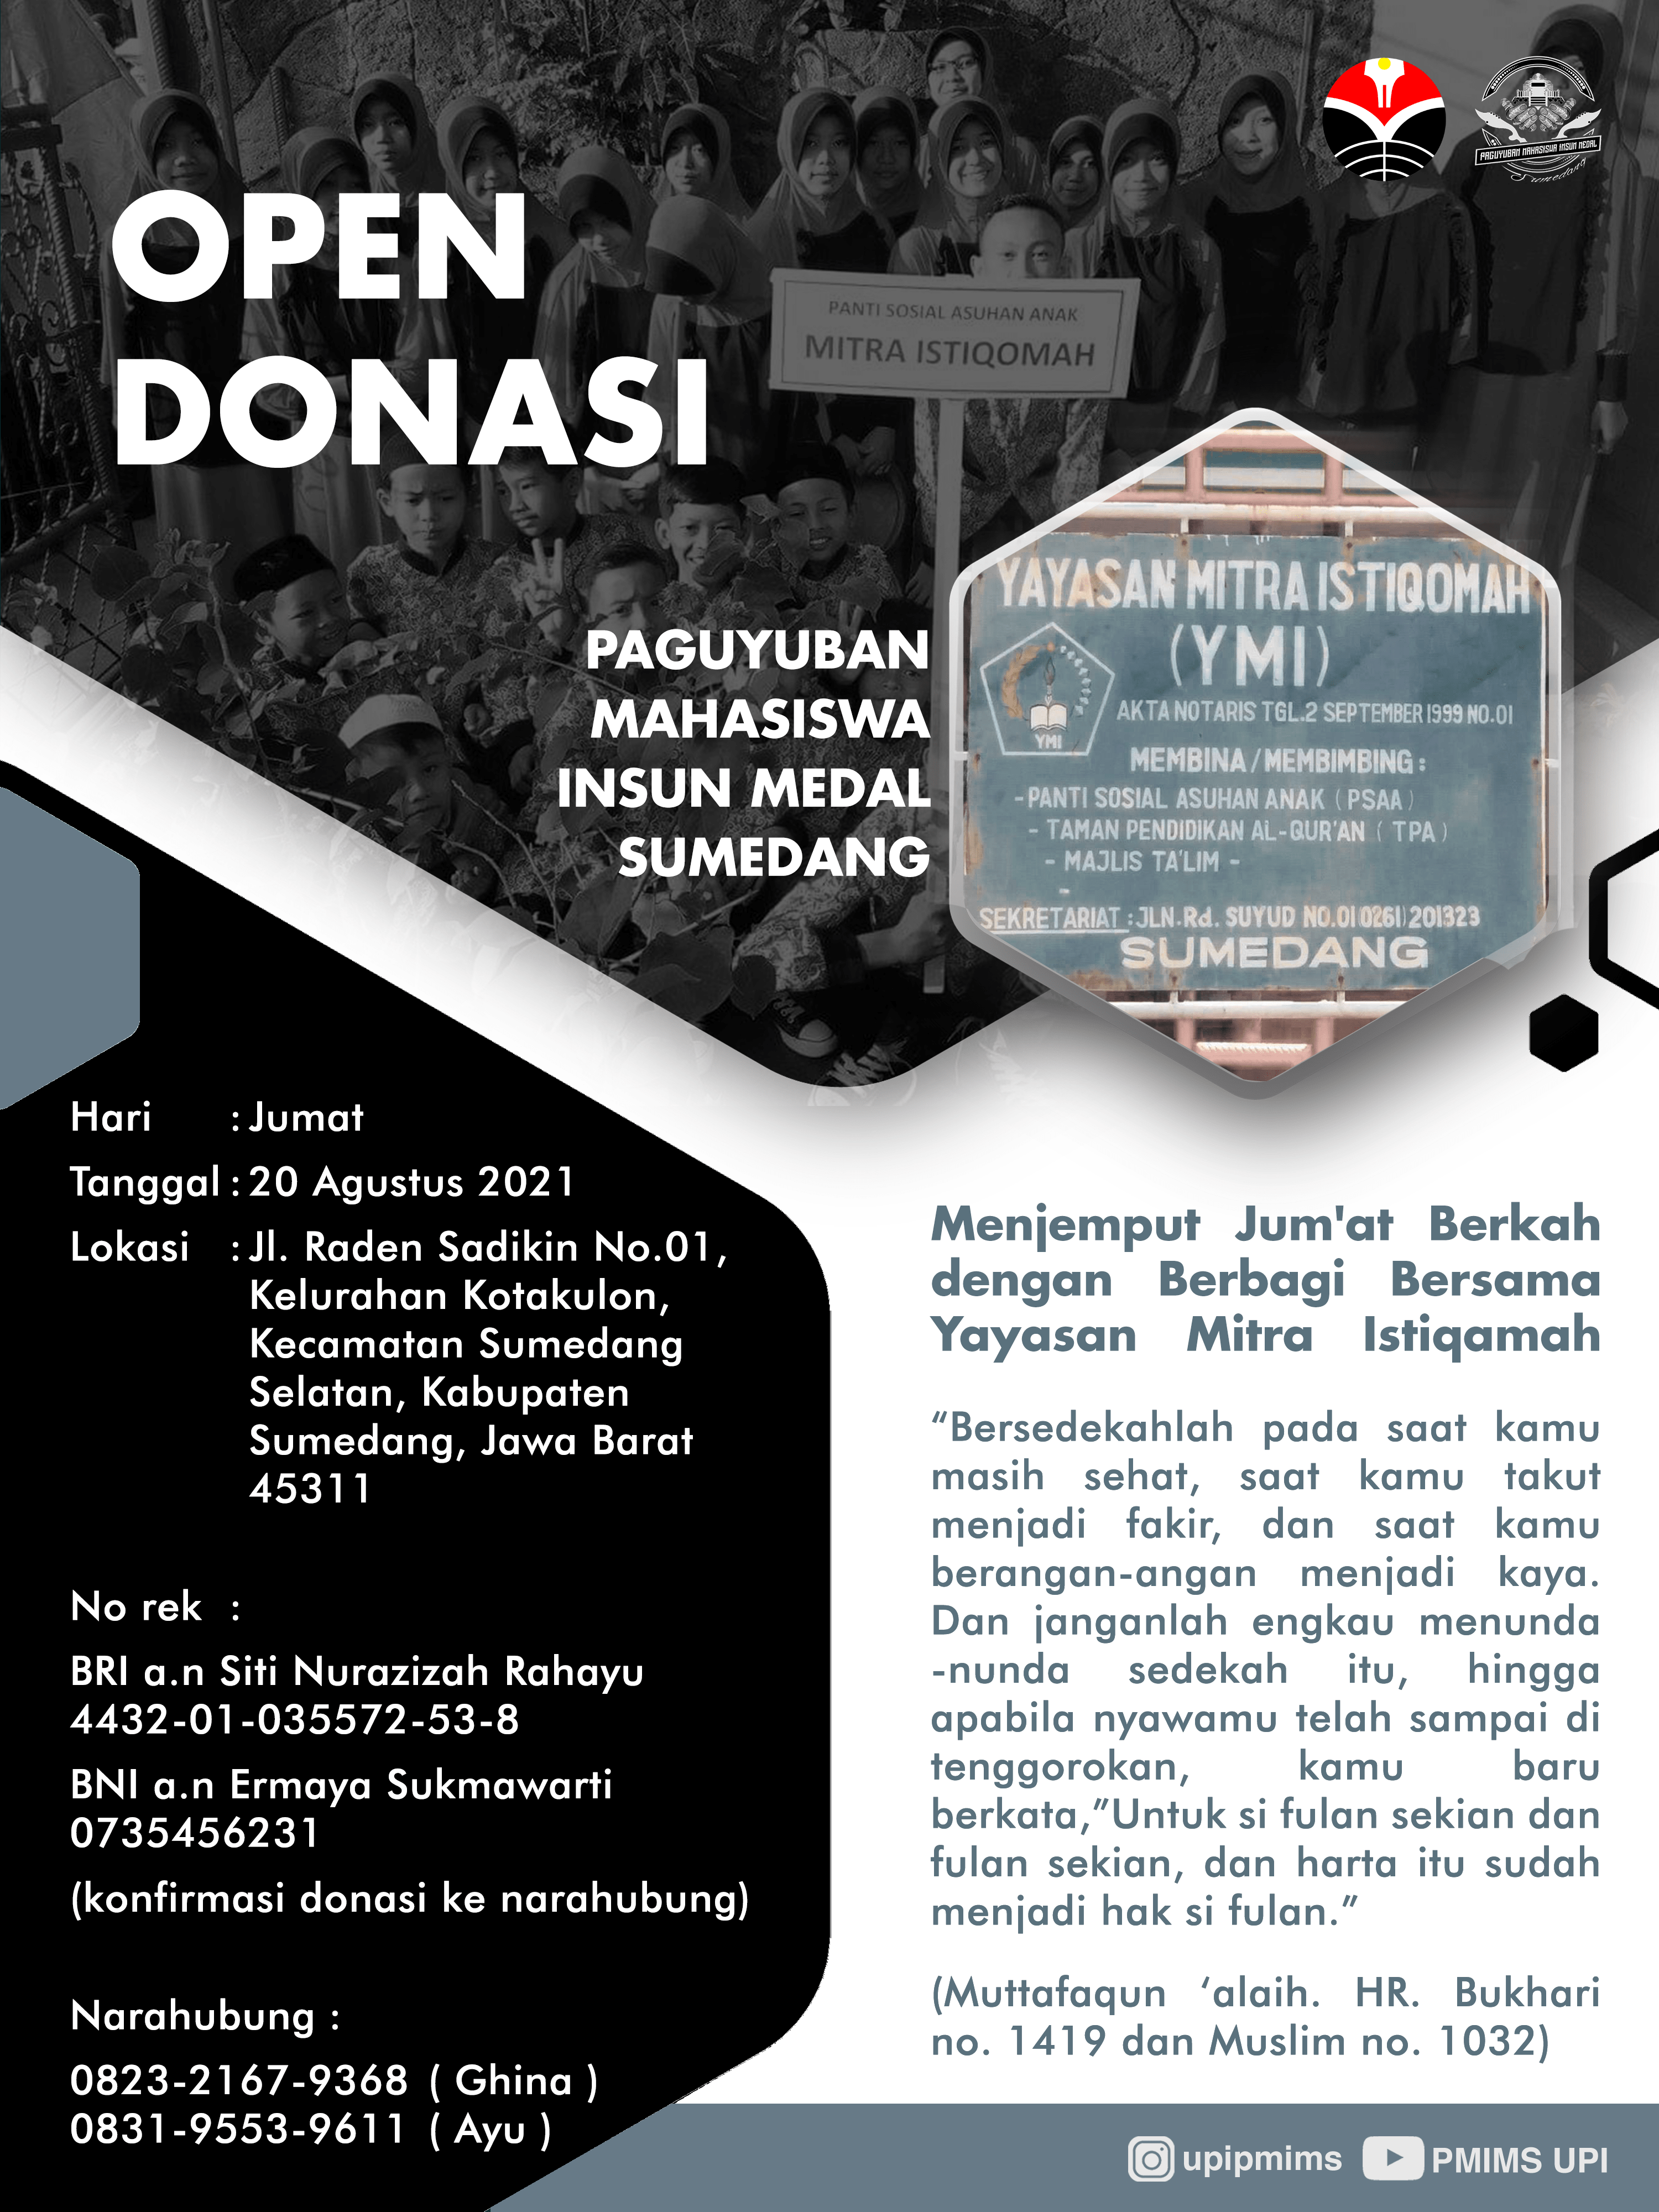 PAGUYUBAN MAHASISWA INSUN MEDAL
Sumedang
OPEN
DONASI
PANTI SOSIAL ASUHAN ANAK
MITRA ISTIQOMAH
PAGUYUBAN
MAHASISWA
INSUN MEDAL
SUMEDANG
YAYASAN MITRA ISTIQOMAH
(YMI)
YMI
AKTA NOTARIS TGL.2 SEPTEMBER 1999 NO.01
MEMBINA/MEMBIMBING :
-PANTI SOSIAL ASUHAN ANAK (PSAA)
- TAMAN PENDIDIKAN AL-QUR'AN ( TPA )
- MAJLIS TA'LIM -
-
SEKRETARIAT : JLN.Rd. SUYUD NO.01 (0261) 201323
SUMEDANG
Hari : Jumat
Tanggal : 20 Agustus 2021
Lokasi : Jl. Raden Sadikin No.01,
Kelurahan Kotakulon,
Kecamatan Sumedang
Selatan, Kabupaten
Sumedang, Jawa Barat
45311
No rek :
BRI a.n Siti Nurazizah Rahayu
4432-01-035572-53-8
BNI a.n Ermaya Sukmawarti
0735456231
(konfirmasi donasi ke narahubung)
Narahubung :
0823-2167-9368 ( Ghina )
0831-9553-9611 ( Ayu )
Menjemput Jum'at Berkah
dengan Berbagi Bersama
Yayasan Mitra Istiqamah
“Bersedekahlah pada saat kamu
masih sehat, saat kamu takut
menjadi fakir, dan saat kamu
berangan-angan menjadi kaya.
Dan janganlah engkau menunda
-nunda sedekah itu, hingga
apabila nyawamu telah sampai di
tenggorokan, kamu baru
berkata,”Untuk si fulan sekian dan
fulan sekian, dan harta itu sudah
menjadi hak si fulan.”
(Muttafaqun ‘alaih. HR. Bukhari
no. 1419 dan Muslim no. 1032)
upipmims PMIMS UPI